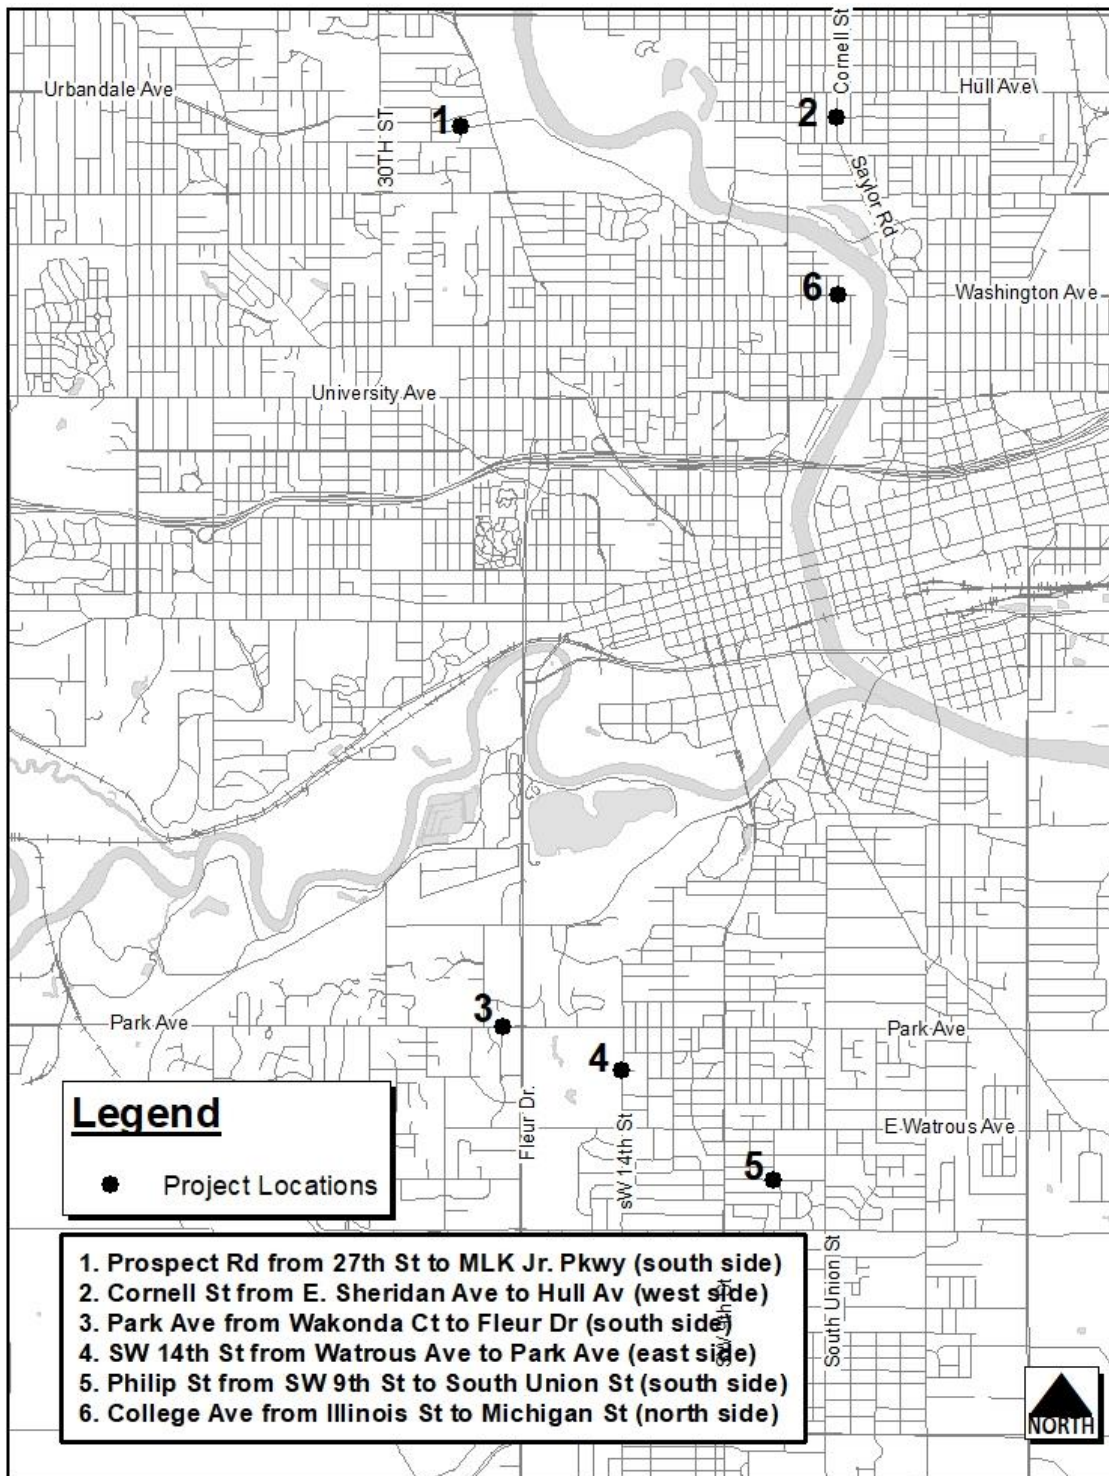 Cornell St
Urbandale Ave
Hull Ave\
30TH ST
1
2
Saylor Rd
6
Washington Ave
University Ave
3
Park Ave
Park Ave
4
Legend
Fleur Dr.
E Watrous Ave
sW 14th St
5
Project Locations
1. Prospect Rd from 27th St to MLK Jr. Pkwy (south side)
2. Cornell St from E. Sheridan Ave to Hull Av (west side)
3. Park Ave from Wakonda Ct to Fleur Dr (south side)
4. SW 14th St from Watrous Ave to Park Ave (east side)
5. Philip St from SW 9th St to South Union St (south side)
6. College Ave from Illinois St to Michigan St (north side)
SW 9th St
South Union St
NORTH